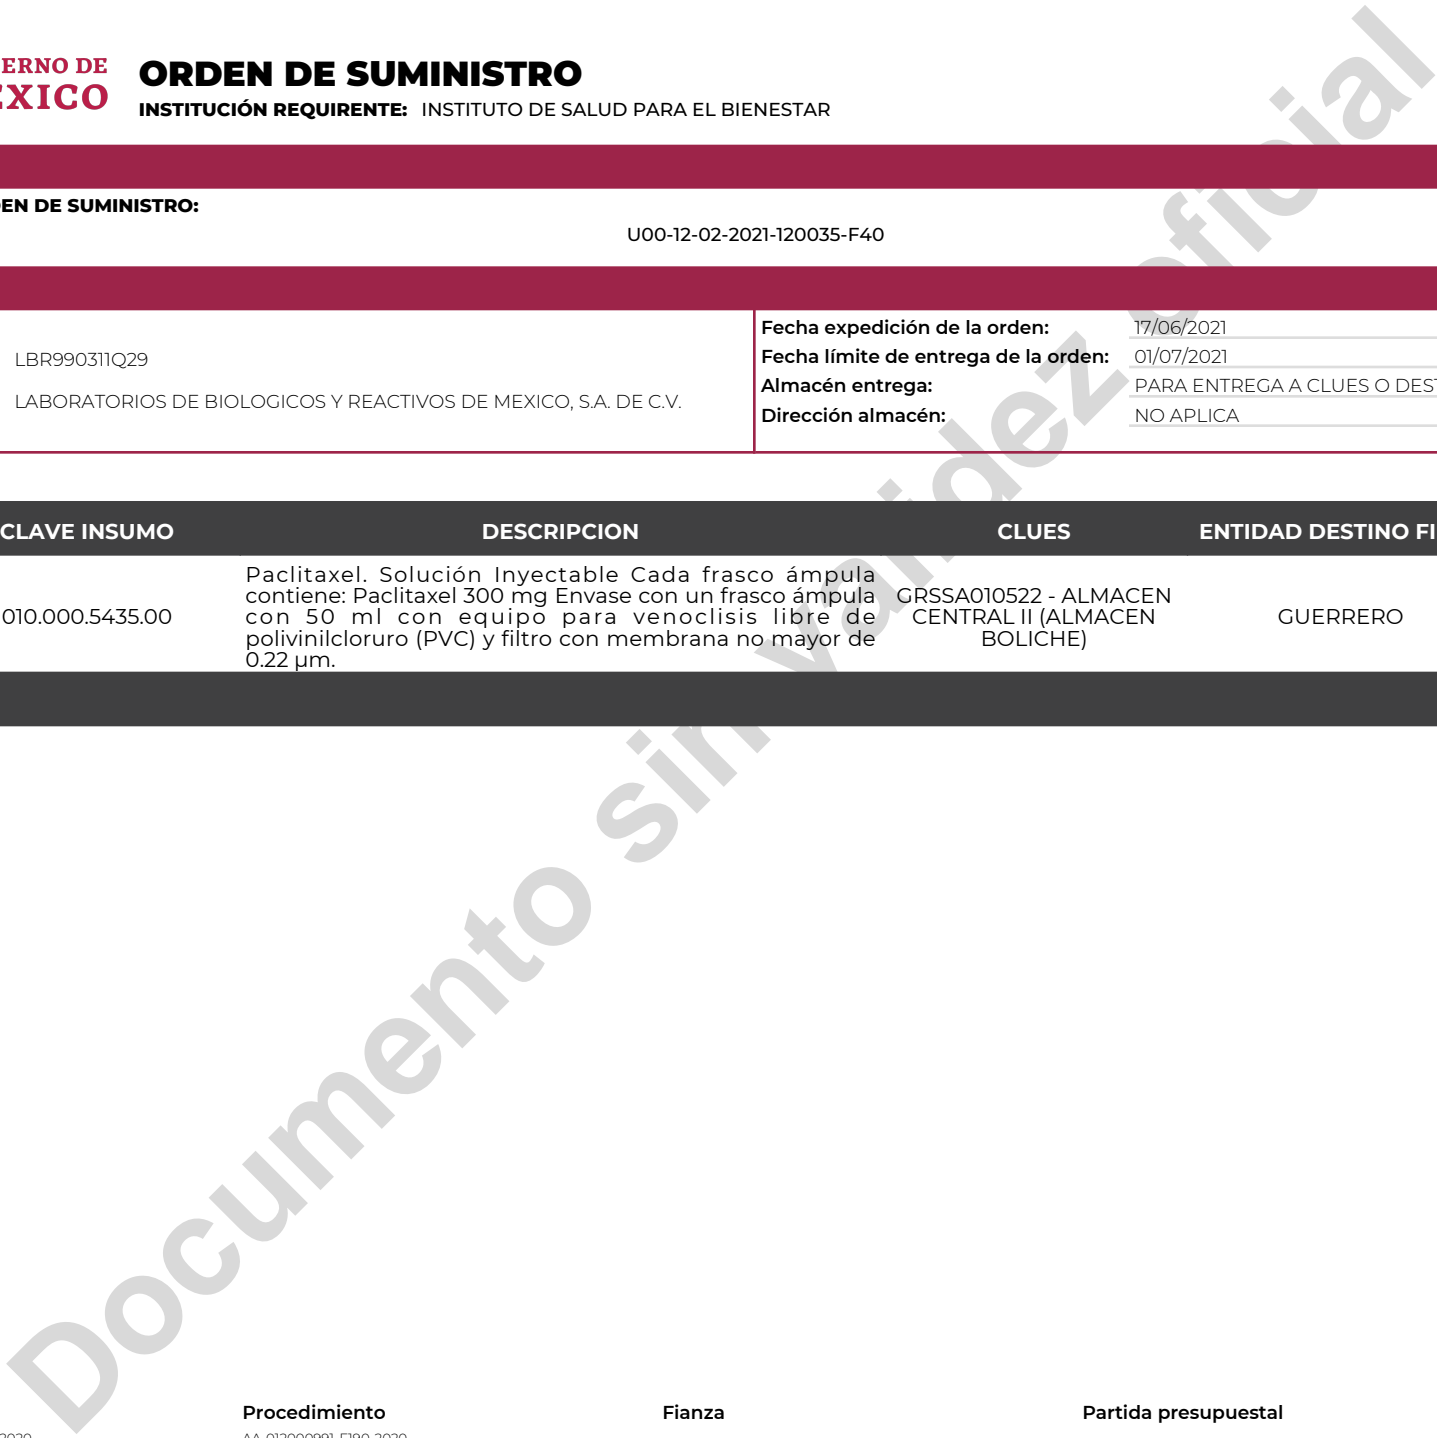 ERNO DE
ORDEN DE SUMINISTRO
EXICO
INSTITUCIÓN REQUIRENTE: INSTITUTO DE SALUD PARA EL BIENESTAR
EN DE SUMINISTRO:
U00-12-02-2021-120035-F40
Fecha expedición de la orden: 17/06/2021
LBR990311Q29
Fecha límite de entrega de la orden: 01/07/2021
Almacén entrega: PARA ENTREGA A CLUES O DEST
LABORATORIOS DE BIOLOGICOS Y REACTIVOS DE MEXICO, S.A. DE C.V.
Dirección almacén: NO APLICA
CLAVE INSUMO DESCRIPCION CLUES ENTIDAD DESTINO FI
010.000.5435.00
Paclitaxel. Solución Inyectable Cada frasco ámpula
contiene: Paclitaxel 300 mg Envase con un frasco ámpula
con 50 ml con equipo para venoclisis libre de
polivinilcloruro (PVC) y filtro con membrana no mayor de
0.22 µm.
GRSSA010522 - ALMACEN
CENTRAL II (ALMACEN
BOLICHE)
GUERRERO
Documento sin validez oficial
Procedimiento Fianza Partida presupuestal